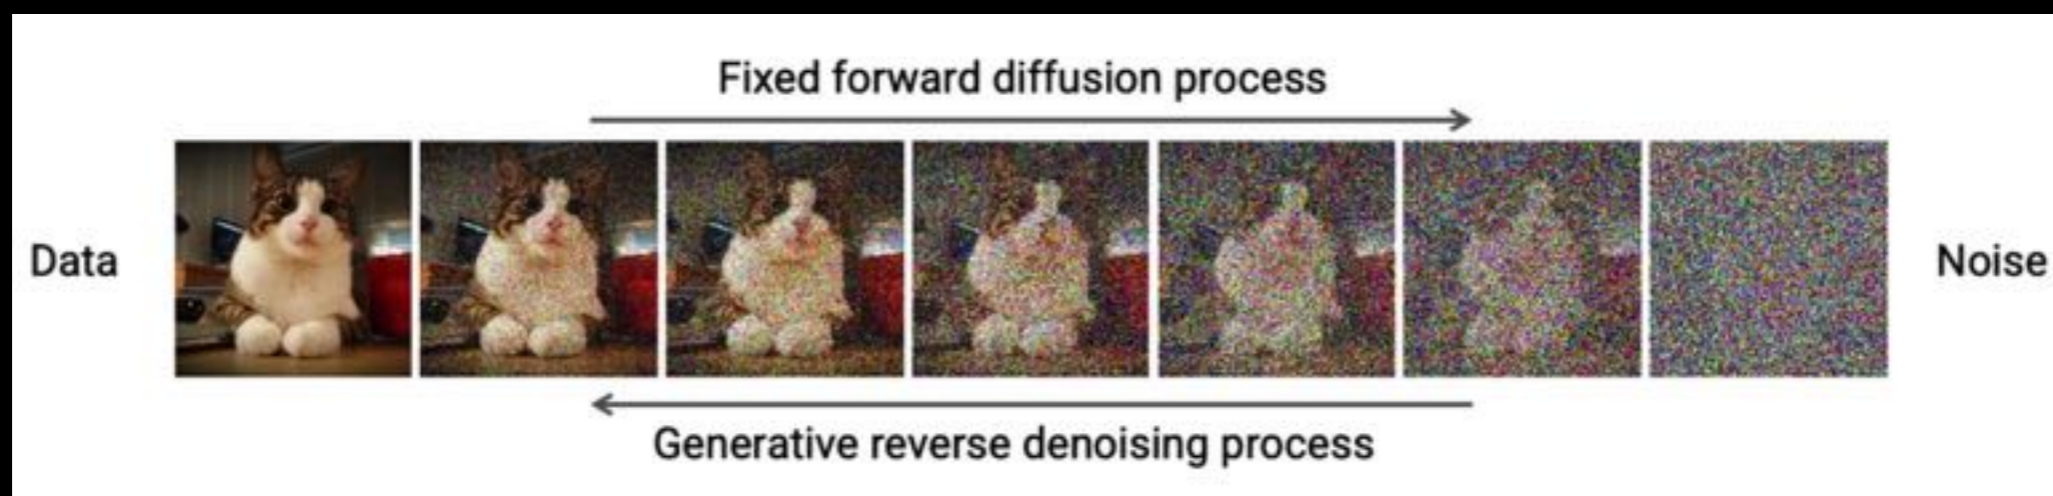 Fixed forward diffusion process
Data
Noise
Generative reverse denoising process